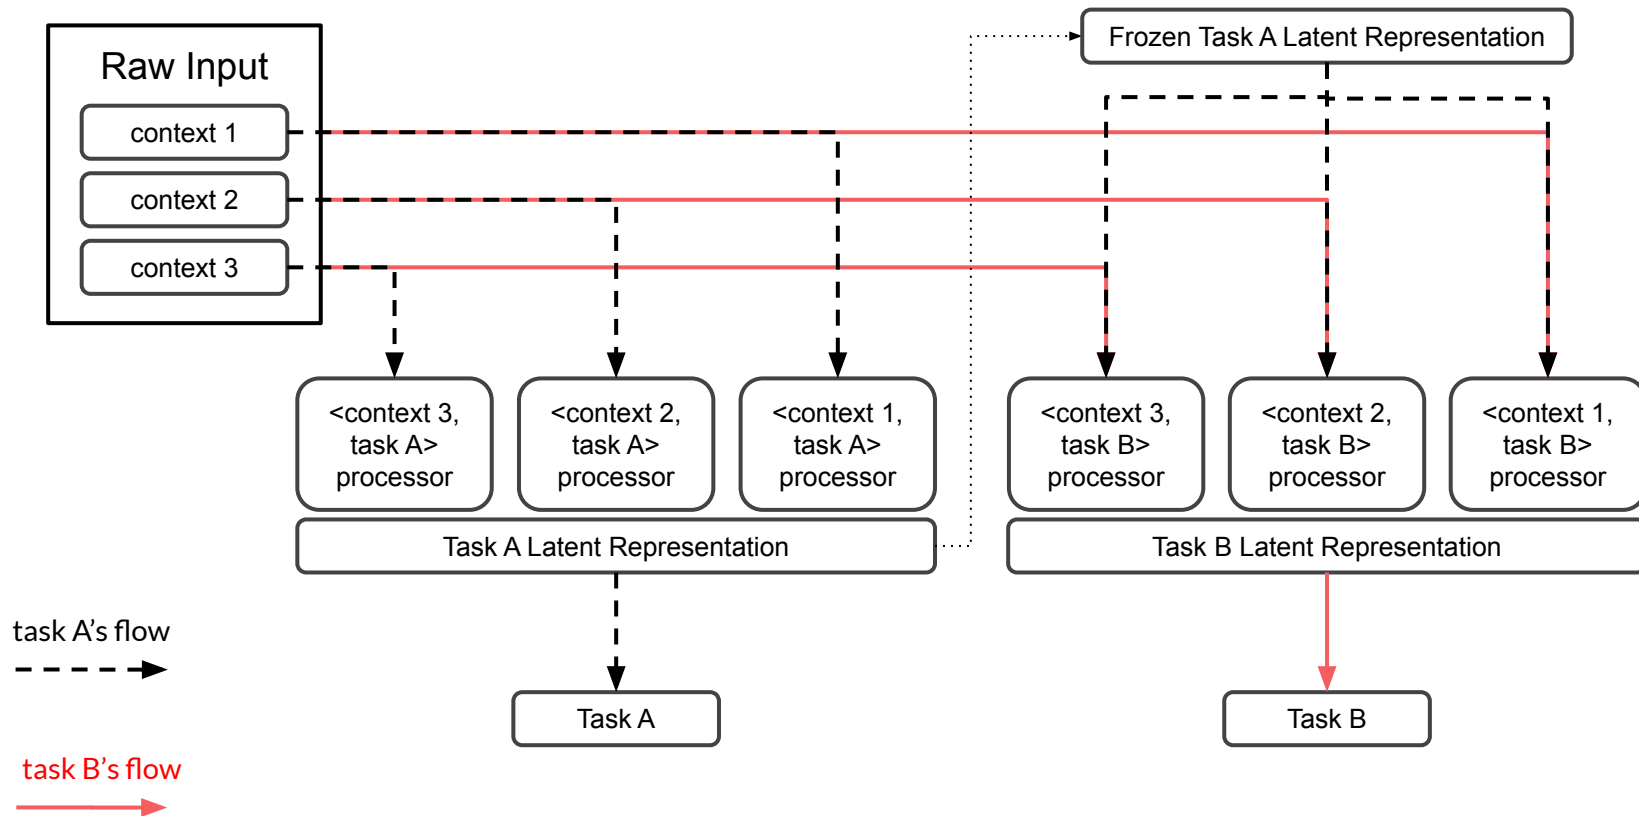 Raw Input
context 1
context 2
context 3
Frozen Task A Latent Representation
<context 3,
task A>
processor
<context 2,
task A>
processor
<context 1,
task A>
processor
<context 3,
task B>
processor
<context 2,
task B>
processor
<context 1,
task B>
processor
Task A Latent Representation
Task B Latent Representation
task A's flow
Task A
Task B
task B's flow